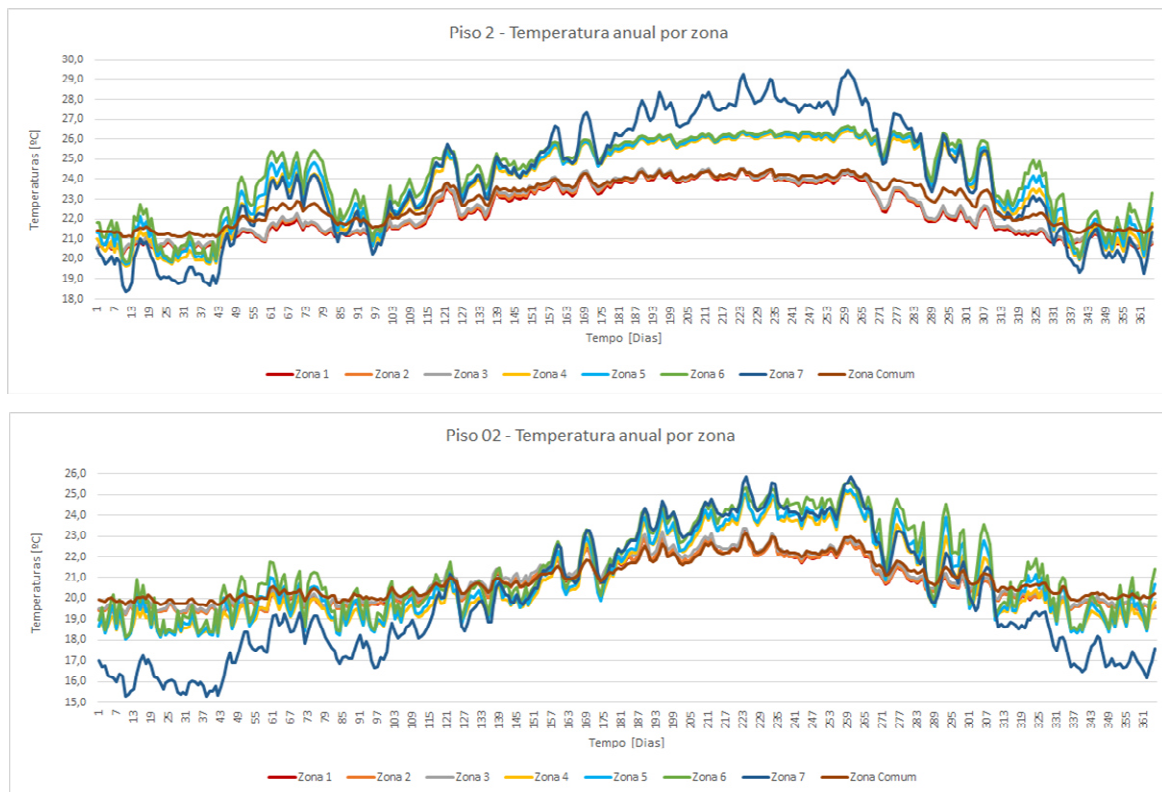 Piso 2 - Temperatura anual por zona
30,0
29,0
28,0
27,0
26,0
25,0
24,0
23,0
22,0
21,0
20,0
19,0
18,0
Temperaturas [ºC]
1 7 13 19 25 31 37 43 49 55 61 67 73 79 85 91 97 103 109 115 121 127 133 139 145 151 157 163 169 175 181 187 193 199 205 211 217 223 229 235 241 247 253 259 265 271 277 283 289 295 301 307 313 319 325 331 337 343 349 355 361
Tempo [Dias]
Zona 1 Zona 2 Zona 3 Zona 4 Zona 5 Zona 6 Zona 7 Zona Comum
Piso 02 - Temperatura anual por zona
26,0
25,0
24,0
23,0
22,0
21,0
20,0
19,0
18,0
17,0
16,0
15,0
Temperaturas [ºC]
1 7 13 19 25 31 37 43 49 55 61 67 73 79 85 91 97 103 109 115 121 127 133 139 145 151 157 163 169 175 181 187 193 199 205 211 217 223 229 235 241 247 253 259 265 271 277 283 289 295 301 307 313 319 325 331 337 343 349 355 361
Tempo [Dias]
Zona 1 Zona 2 Zona 3 Zona 4 Zona 5 Zona 6 Zona 7 Zona Comum